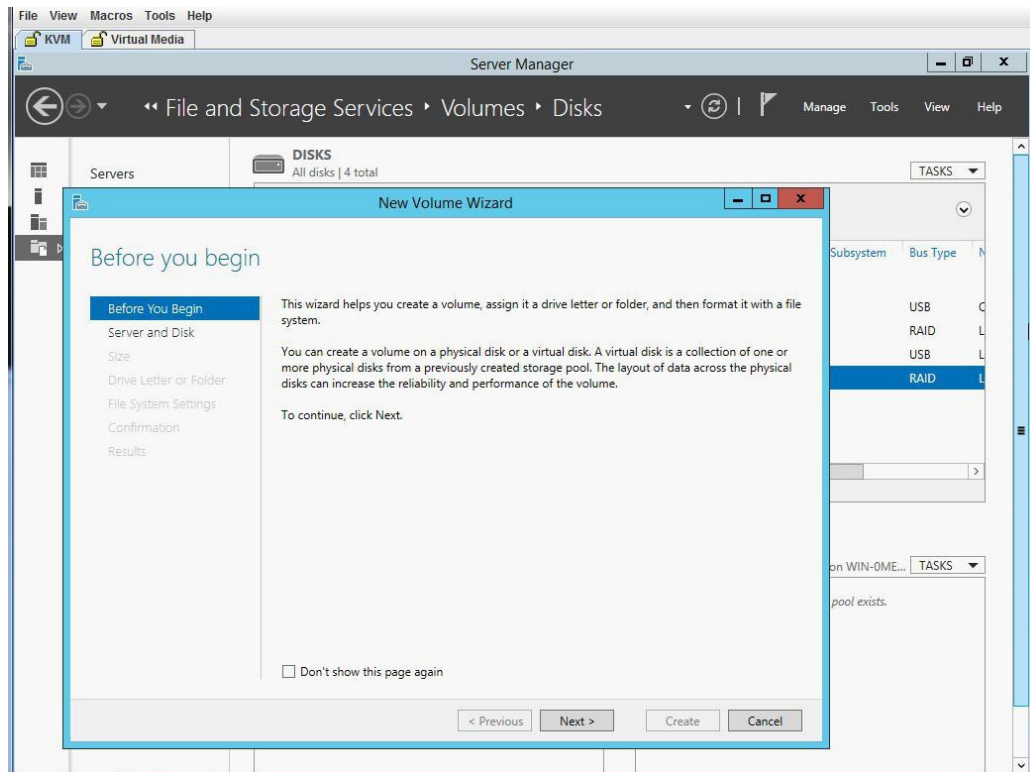 File View Macros Tools Help
KVM Virtual Media
Server Manager
File and Storage Services Volumes Disks
Manage Tools View Help
Servers
DISKS
All disks | 4 total
TASKS
New Volume Wizard
Subsystem Bus Type
USB
RAID
USB
RAID
Before you begin
Before You Begin
Server and Disk
Size
Drive Letter or Folder
File System Settings
Confirmation
Results
This wizard helps you create a volume, assign it a drive letter or folder, and then format it with a file
system.
You can create a volume on a physical disk or a virtual disk. A virtual disk is a collection of one or
more physical disks from a previously created storage pool. The layout of data across the physical
disks can increase the reliability and performance of the volume.
To continue, click Next.
on WIN-0ME... TASKS
pool exists.
Don't show this page again
< Previous Next > Create Cancel